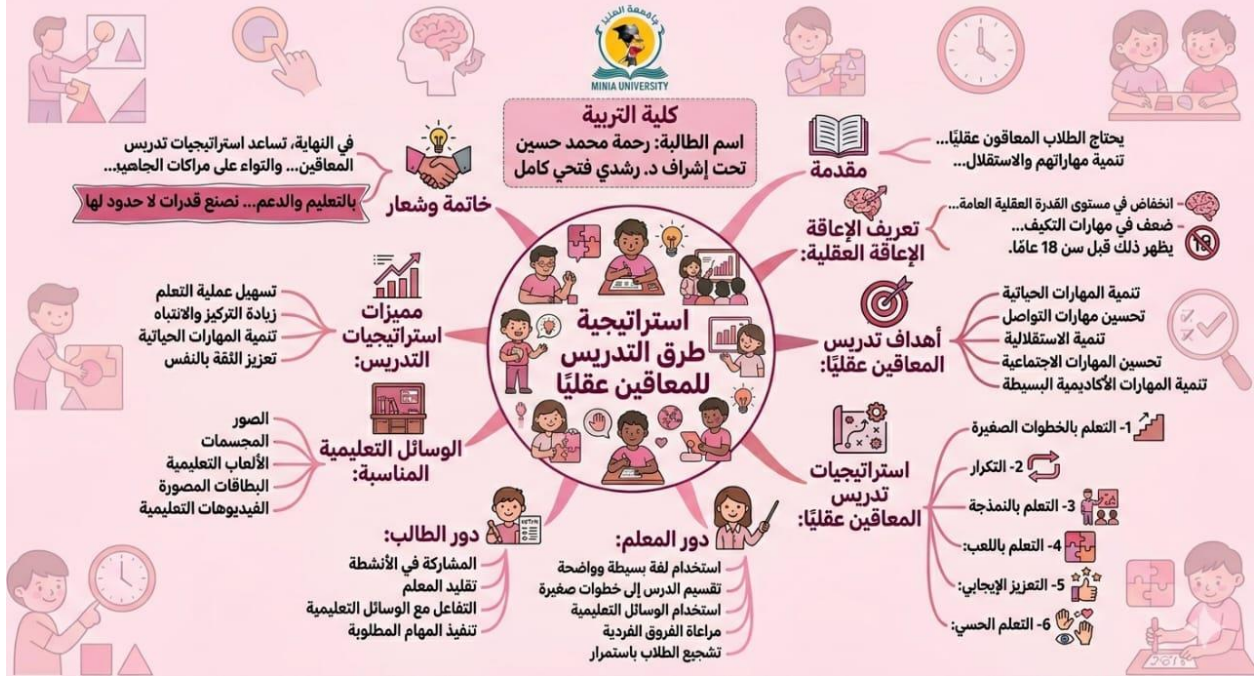 جامعة المنيا
MINIA UNIVERSITY
كلية التربية
اسم الطالبة: رحمة محمد حسين
تحت إشراف د. رشدي فتحي كامل
استراتيجية
طرق التدريس
للمعاقين عقليًا
مقدمة
يحتاج الطلاب المعاقون عقليًا...
تنمية مهاراتهم والاستقلال...
تعريف الإعاقة
الإعاقة العقلية:
انخفاض في مستوى القدرة العقلية العامة...
ضعف في مهارات التكيف...
يظهر ذلك قبل سن 18 عامًا.
أهداف تدريس
المعاقين عقليًا:
تنمية المهارات الحياتية
تحسين مهارات التواصل
تنمية الاستقلالية
تحسين المهارات الاجتماعية
تنمية المهارات الأكاديمية البسيطة
استراتيجيات
تدريس
المعاقين عقليًا:
1- التعلم بالخطوات الصغيرة
2- التكرار
3- التعلم بالنمذجة
4- التعلم باللعب:
5- التعزيز الإيجابي:
6- التعلم الحسي:
دور المعلم:
استخدام لغة بسيطة وواضحة
تقسيم الدرس إلى خطوات صغيرة
استخدام الوسائل التعليمية
مراعاة الفروق الفردية
تشجيع الطلاب باستمرار
دور الطالب:
المشاركة في الأنشطة
تقليد المعلم
التفاعل مع الوسائل التعليمية
تنفيذ المهام المطلوبة
الوسائل التعليمية
المناسبة:
الصور
المجسمات
الألعاب التعليمية
البطاقات المصورة
الفيديوهات التعليمية
مميزات
استراتيجيات
التدريس:
تسهيل عملية التعلم
زيادة التركيز والانتباه
تنمية المهارات الحياتية
تعزيز الثقة بالنفس
خاتمة وشعار
في النهاية، تساعد استراتيجيات تدريس
المعاقين... والتواء على مراكات
بالتعليم والدعم... نصنع قدرات لا حدود لها